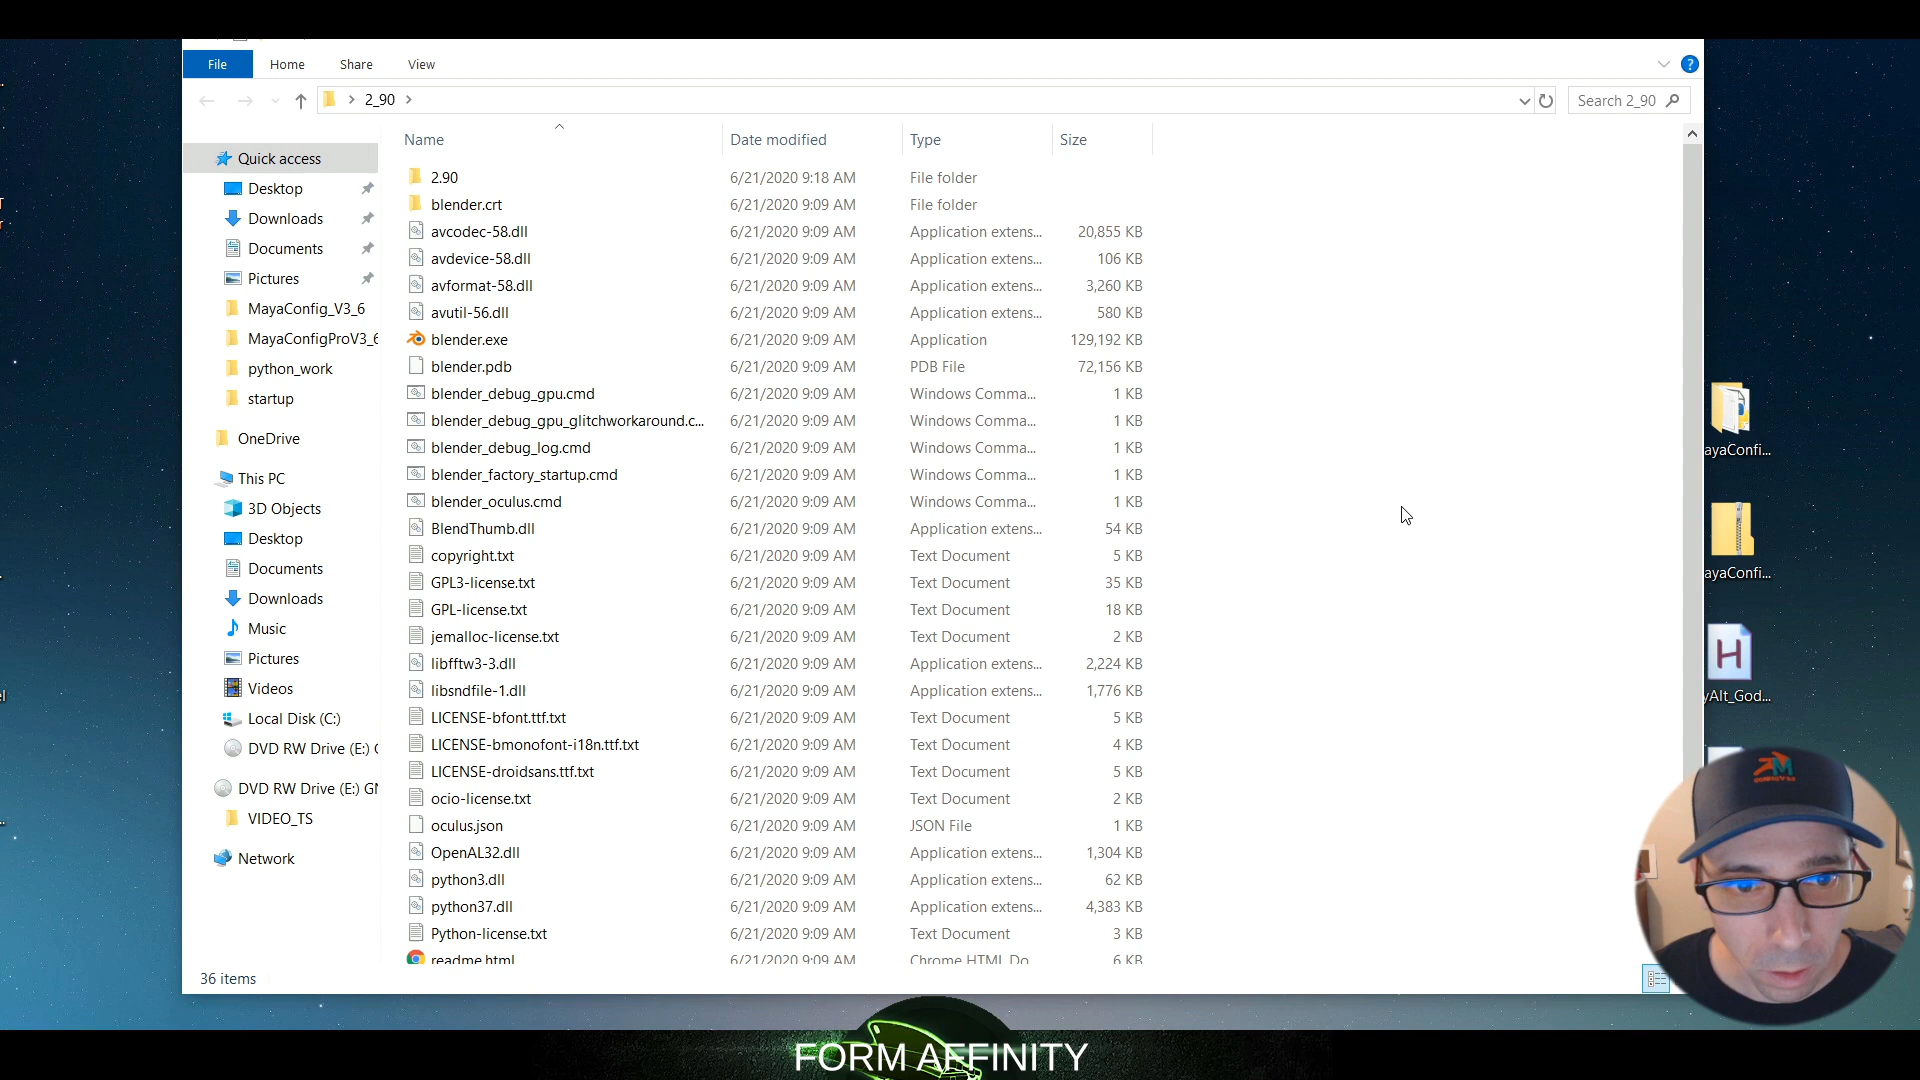 File Home Share View
2_90 Search 2_90
Name Date modified Type Size
Quick access
Desktop
Downloads
Documents
Pictures
MayaConfig_V3_6
MayaConfigProV3_6
python_work
startup
OneDrive
This PC
3D Objects
Desktop
Documents
Downloads
Music
Pictures
Videos
Local Disk (C:)
DVD RW Drive (E:)
DVD RW Drive (E:)
VIDEO_TS
Network
2.90 6/21/2020 9:18 AM File folder
blender.crt 6/21/2020 9:09 AM File folder
avcodec-58.dll 6/21/2020 9:09 AM Application extens... 20,855 KB
avdevice-58.dll 6/21/2020 9:09 AM Application extens... 106 KB
avformat-58.dll 6/21/2020 9:09 AM Application extens... 3,260 KB
avutil-56.dll 6/21/2020 9:09 AM Application extens... 580 KB
blender.exe 6/21/2020 9:09 AM Application 129,192 KB
blender.pdb 6/21/2020 9:09 AM PDB File 72,156 KB
blender_debug_gpu.cmd 6/21/2020 9:09 AM Windows Comma... 1 KB
blender_debug_gpu_glitchworkaround.c... 6/21/2020 9:09 AM Windows Comma... 1 KB
blender_debug_log.cmd 6/21/2020 9:09 AM Windows Comma... 1 KB
blender_factory_startup.cmd 6/21/2020 9:09 AM Windows Comma... 1 KB
blender_oculus.cmd 6/21/2020 9:09 AM Windows Comma... 1 KB
BlendThumb.dll 6/21/2020 9:09 AM Application extens... 54 KB
copyright.txt 6/21/2020 9:09 AM Text Document 5 KB
GPL3-license.txt 6/21/2020 9:09 AM Text Document 35 KB
GPL-license.txt 6/21/2020 9:09 AM Text Document 18 KB
jemalloc-license.txt 6/21/2020 9:09 AM Text Document 2 KB
libfftw3-3.dll 6/21/2020 9:09 AM Application extens... 2,224 KB
libsndfile-1.dll 6/21/2020 9:09 AM Application extens... 1,776 KB
LICENSE-bfont.ttf.txt 6/21/2020 9:09 AM Text Document 5 KB
LICENSE-bmonofont-i18n.ttf.txt 6/21/2020 9:09 AM Text Document 4 KB
LICENSE-droidsans.ttf.txt 6/21/2020 9:09 AM Text Document 5 KB
ocio-license.txt 6/21/2020 9:09 AM Text Document 2 KB
oculus.json 6/21/2020 9:09 AM JSON File 1 KB
OpenAL32.dll 6/21/2020 9:09 AM Application extens... 1,304 KB
python3.dll 6/21/2020 9:09 AM Application extens... 62 KB
python37.dll 6/21/2020 9:09 AM Application extens... 4,383 KB
Python-license.txt 6/21/2020 9:09 AM Text Document 3 KB
readme.html 6/21/2020 9:09 AM Chrome HTML Do... 6 KB
36 items
ayaConfi...
ayaConfi...
H
yAlt_God...
FORM AFFINITY